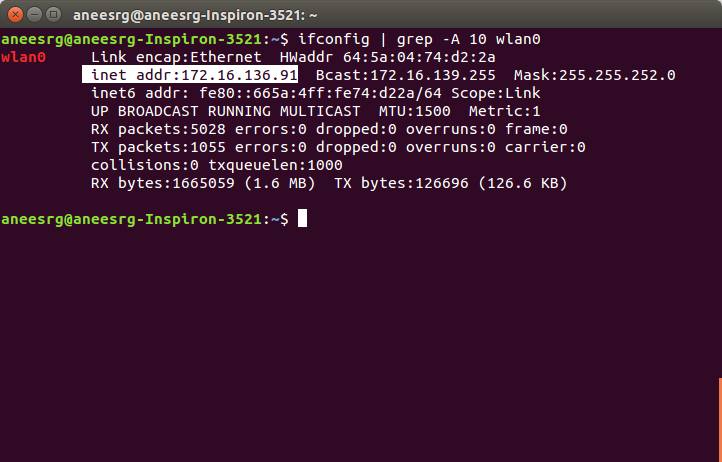 aneesrg@aneesrg-Inspiron-3521: ~
aneesrg@aneesrg-Inspiron-3521:~$ ifconfig | grep -A 10 wlan0
wlan0     Link encap:Ethernet  HWaddr 64:5a:04:74:d2:2a
          inet addr:172.16.136.91  Bcast:172.16.139.255  Mask:255.255.252.0
          inet6 addr: fe80::665a:4ff:fe74:d22a/64 Scope:Link
          UP BROADCAST RUNNING MULTICAST  MTU:1500  Metric:1
          RX packets:5028 errors:0 dropped:0 overruns:0 frame:0
          TX packets:1055 errors:0 dropped:0 overruns:0 carrier:0
          collisions:0 txqueuelen:1000
          RX bytes:1665059 (1.6 MB)  TX bytes:126696 (126.6 KB)
aneesrg@aneesrg-Inspiron-3521:~$